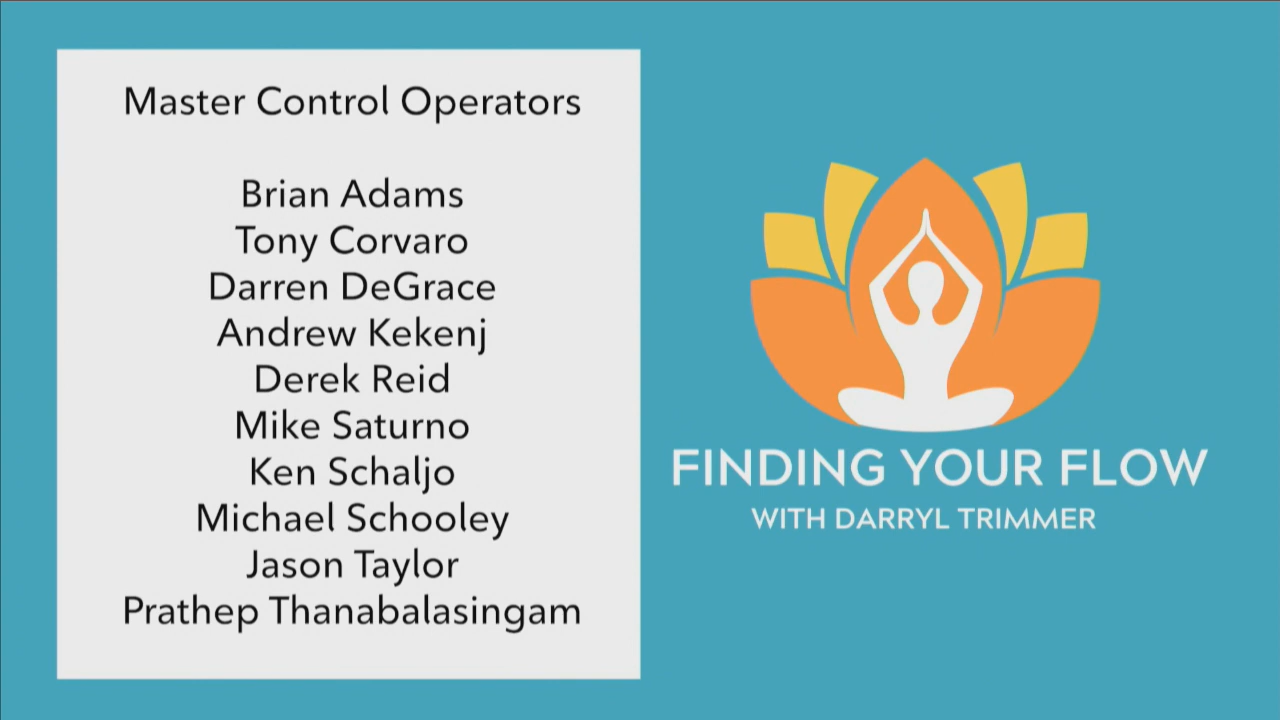 Master Control Operators
Brian Adams
Tony Corvaro
Darren DeGrace
Andrew Kekenj
Derek Reid
Mike Saturno
Ken Schaljo
Michael Schooley
Jason Taylor
Prathep Thanabalasingam
FINDING YOUR FLOW
WITH DARRYL TRIMMER